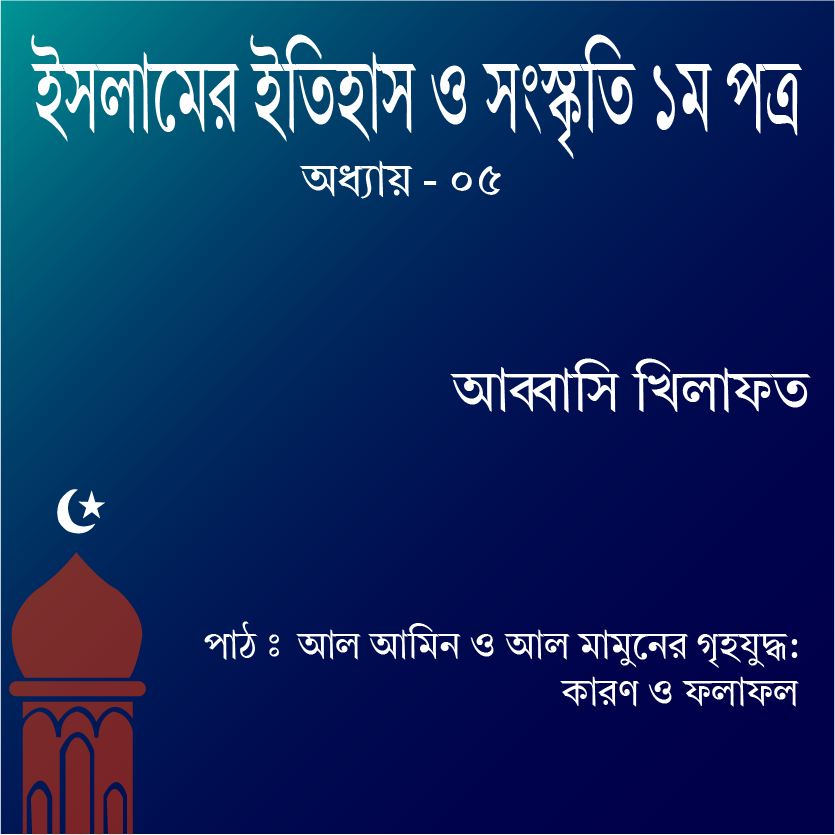 ইসলামের ইতিহাস ও সংস্কৃতি ১ম পত্র
অধ্যায় - ০৫
আব্বাসি খিলাফত
পাঠ ঃ আল আমিন ও আল মামুনের গৃহযুদ্ধ:
কারণ ও ফলাফল